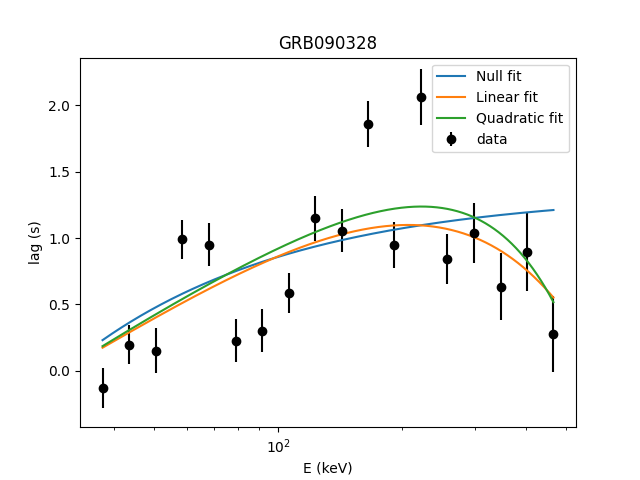 GRB090328
Null fit
Linear fit
Quadratic fit
data
lag (s)
2.0
1.5
1.0
0.5
0.0
10²
E (keV)